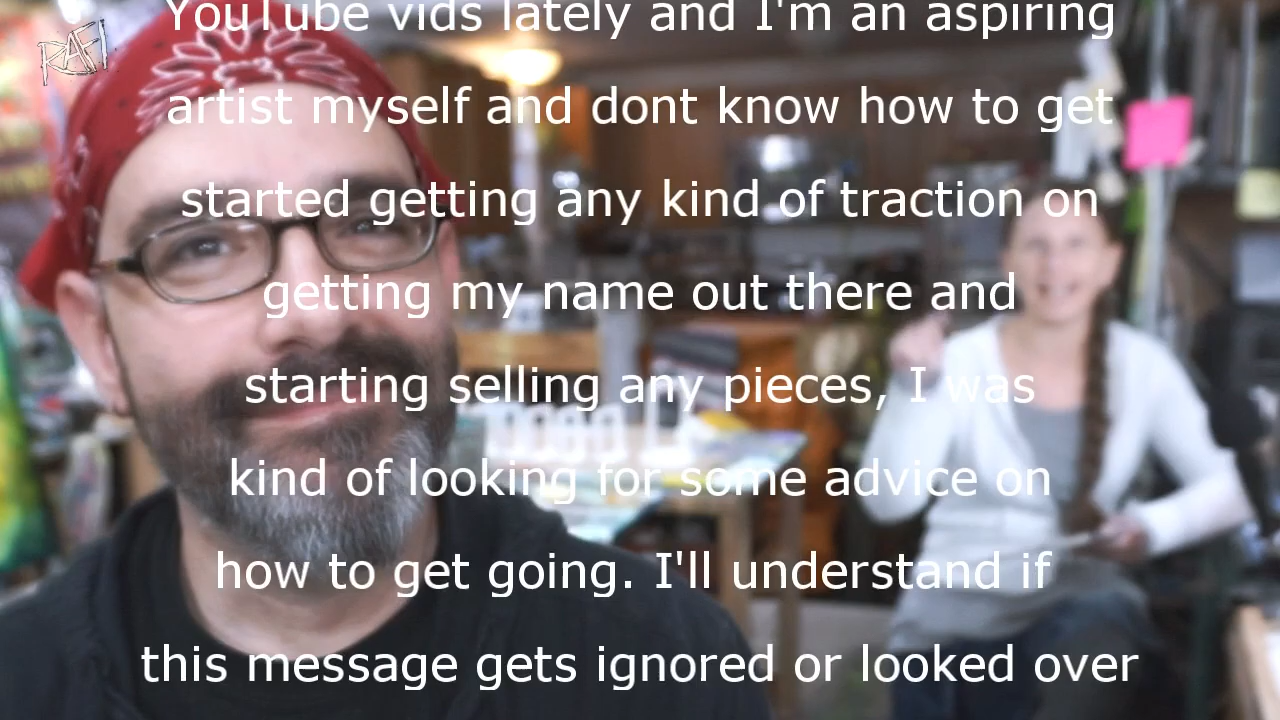 RAFI
YouTube vids lately and I'm an aspiring
artist myself and dont know how to get
started getting any kind of traction on
getting my name out there and
starting selling any pieces, I was
kind of looking for some advice on
how to get going. I'll understand if
this message gets ignored or looked over